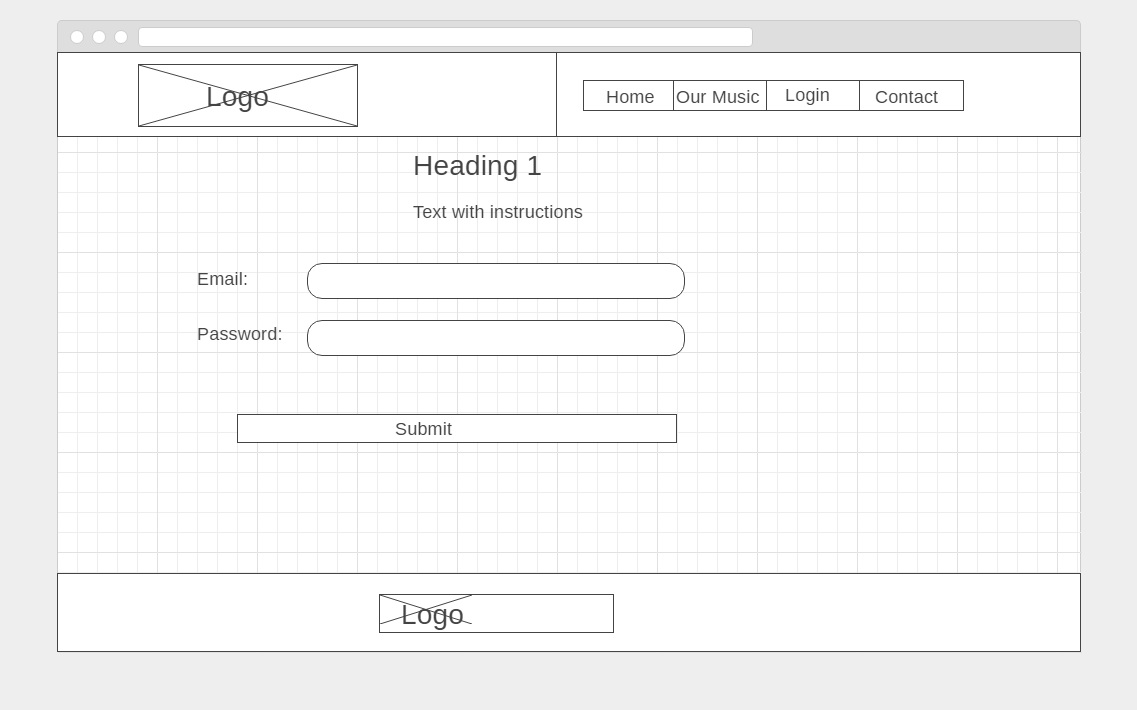 Logo
Home Our Music Login Contact
Heading 1
Text with instructions
Email:
Password:
Submit
Logo